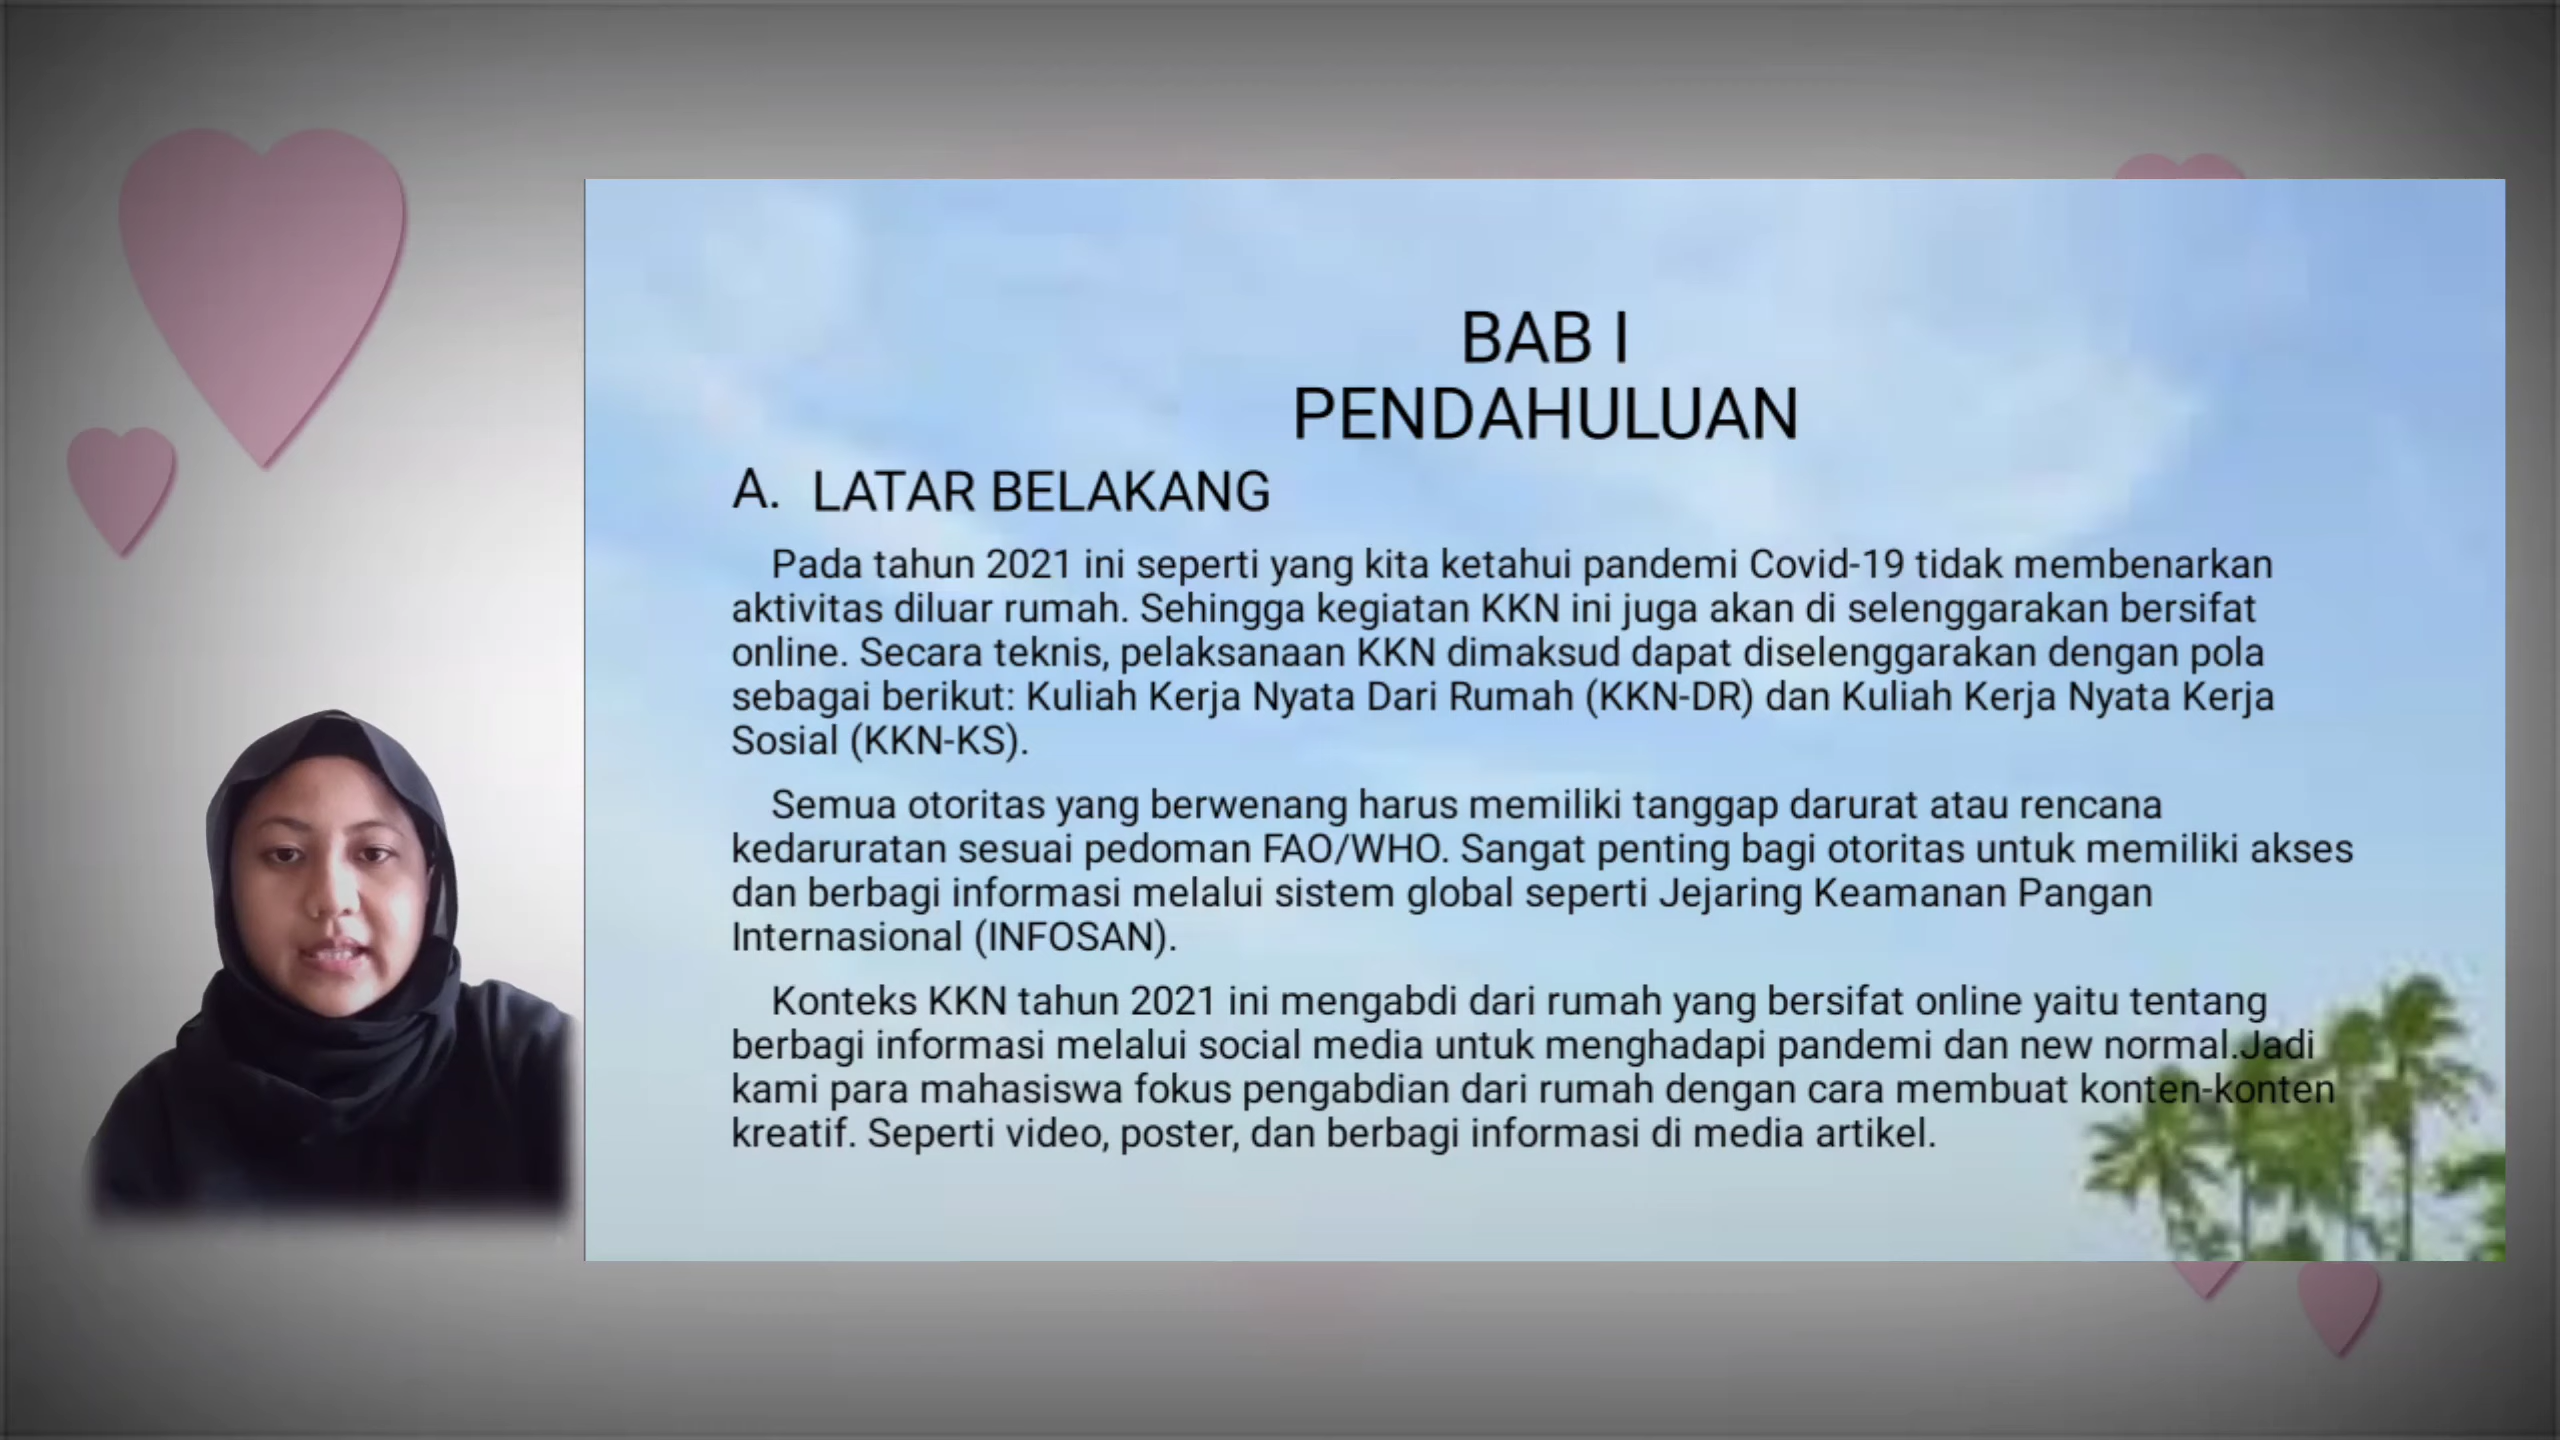 BAB I
PENDAHULUAN
A. LATAR BELAKANG
Pada tahun 2021 ini seperti yang kita ketahui pandemi Covid-19 tidak membenarkan
aktivitas diluar rumah. Sehingga kegiatan KKN ini juga akan di selenggarakan bersifat
online. Secara teknis, pelaksanaan KKN dimaksud dapat diselenggarakan dengan pola
sebagai berikut: Kuliah Kerja Nyata Dari Rumah (KKN-DR) dan Kuliah Kerja Nyata Kerja
Sosial (KKN-KS).
Semua otoritas yang berwenang harus memiliki tanggap darurat atau rencana
kedaruratan sesuai pedoman FAO/WHO. Sangat penting bagi otoritas untuk memiliki akses
dan berbagi informasi melalui sistem global seperti Jejaring Keamanan Pangan
Internasional (INFOSAN).
Konteks KKN tahun 2021 ini mengabdi dari rumah yang bersifat online yaitu tentang
berbagi informasi melalui social media untuk menghadapi pandemi dan new normal.Jadi
kami para mahasiswa fokus pengabdian dari rumah dengan cara membuat konten-konten
kreatif. Seperti video, poster, dan berbagi informasi di media artikel.